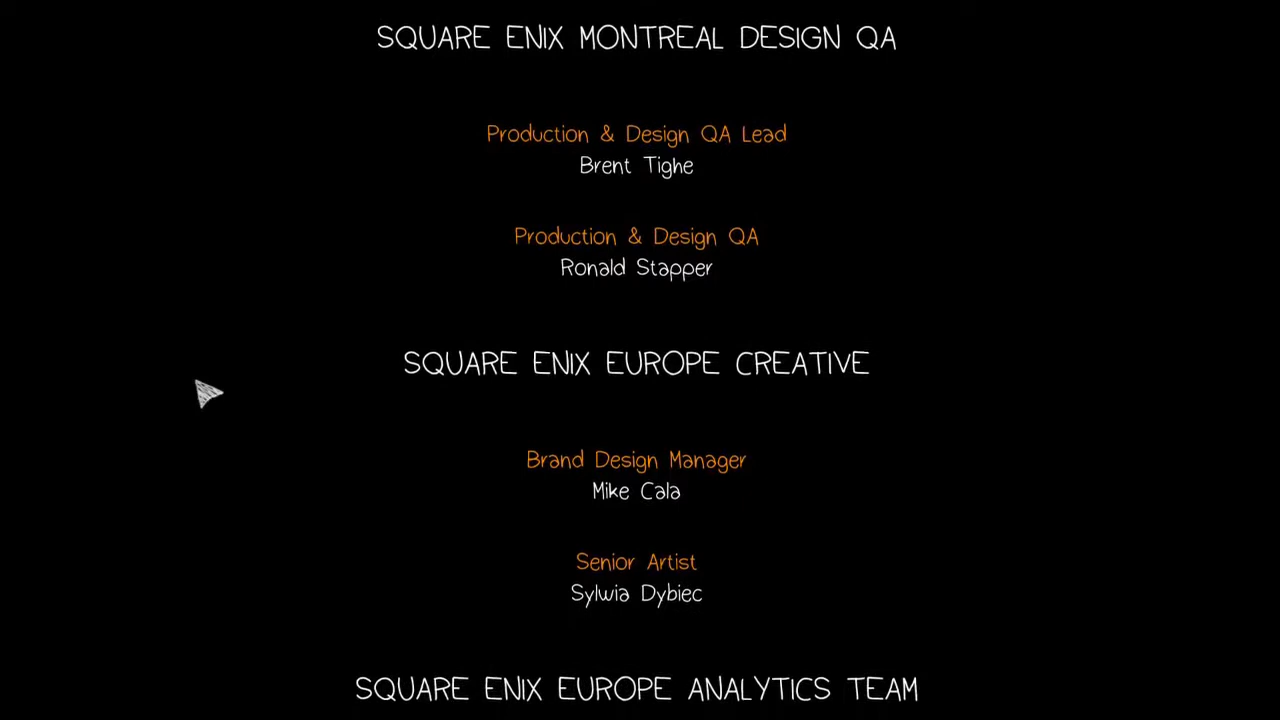 SQUARE ENIX MONTREAL DESIGN QA
Production & Design QA Lead
Brent Tighe
Production & Design QA
Ronald Stapper
SQUARE ENIX EUROPE CREATIVE
Brand Design Manager
Mike Cala
Senior Artist
Sylwia Dybiec
SQUARE ENIX EUROPE ANALYTICS TEAM